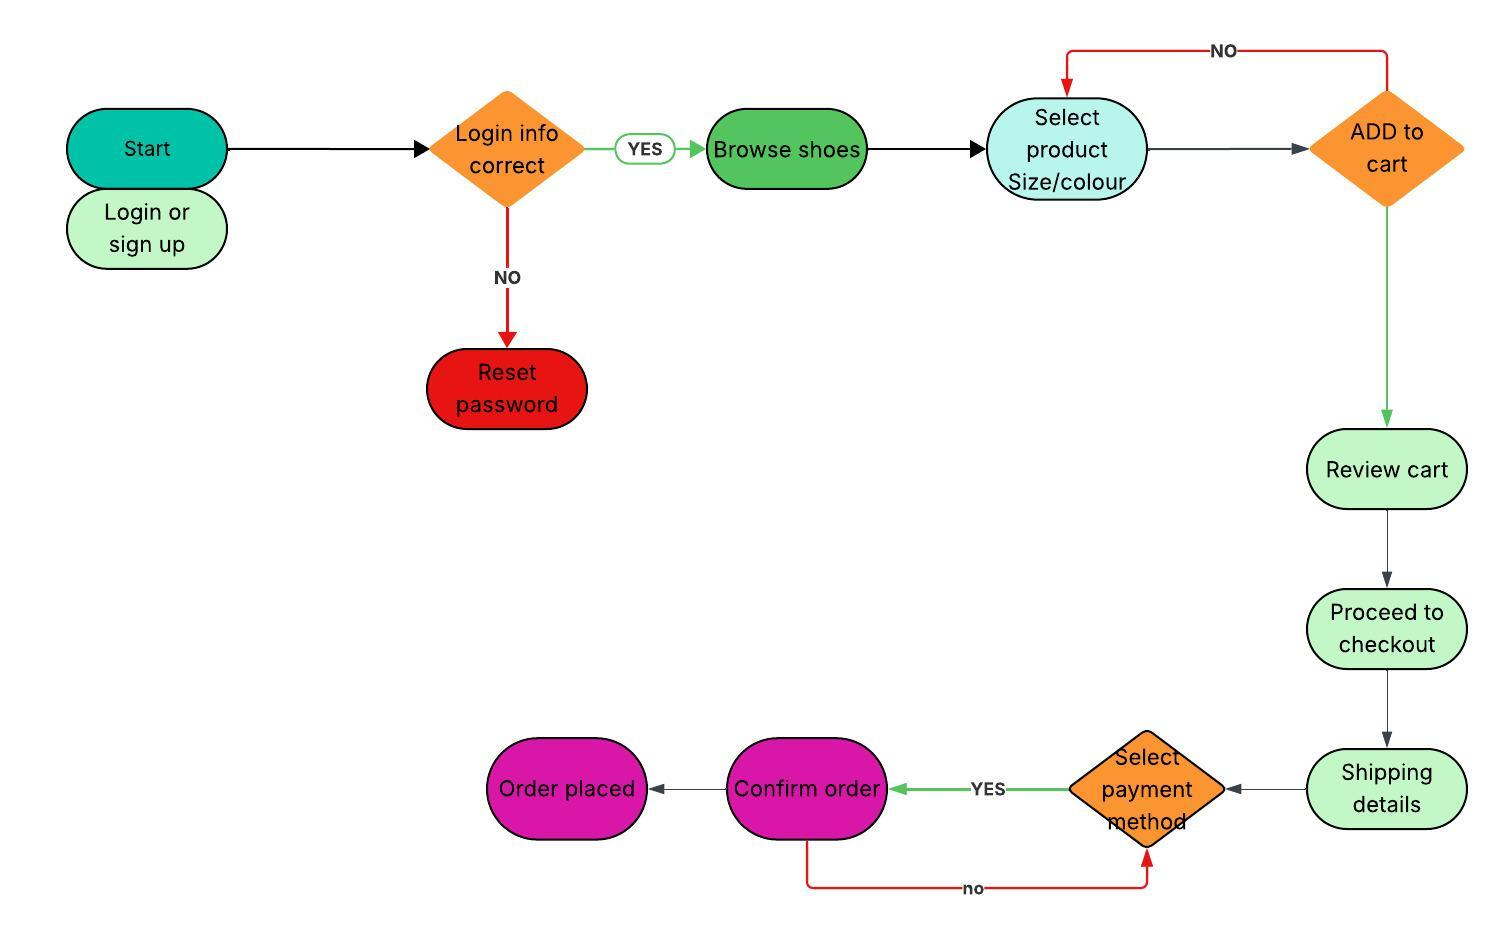 NO
Start
Login or
sign up
Login info
correct
YES
Browse shoes
Select
product
Size/colour
ADD to
cart
NO
Reset
password
Review cart
Proceed to
checkout
Shipping
details
Select
payment
method
YES
Confirm order
Order placed
no